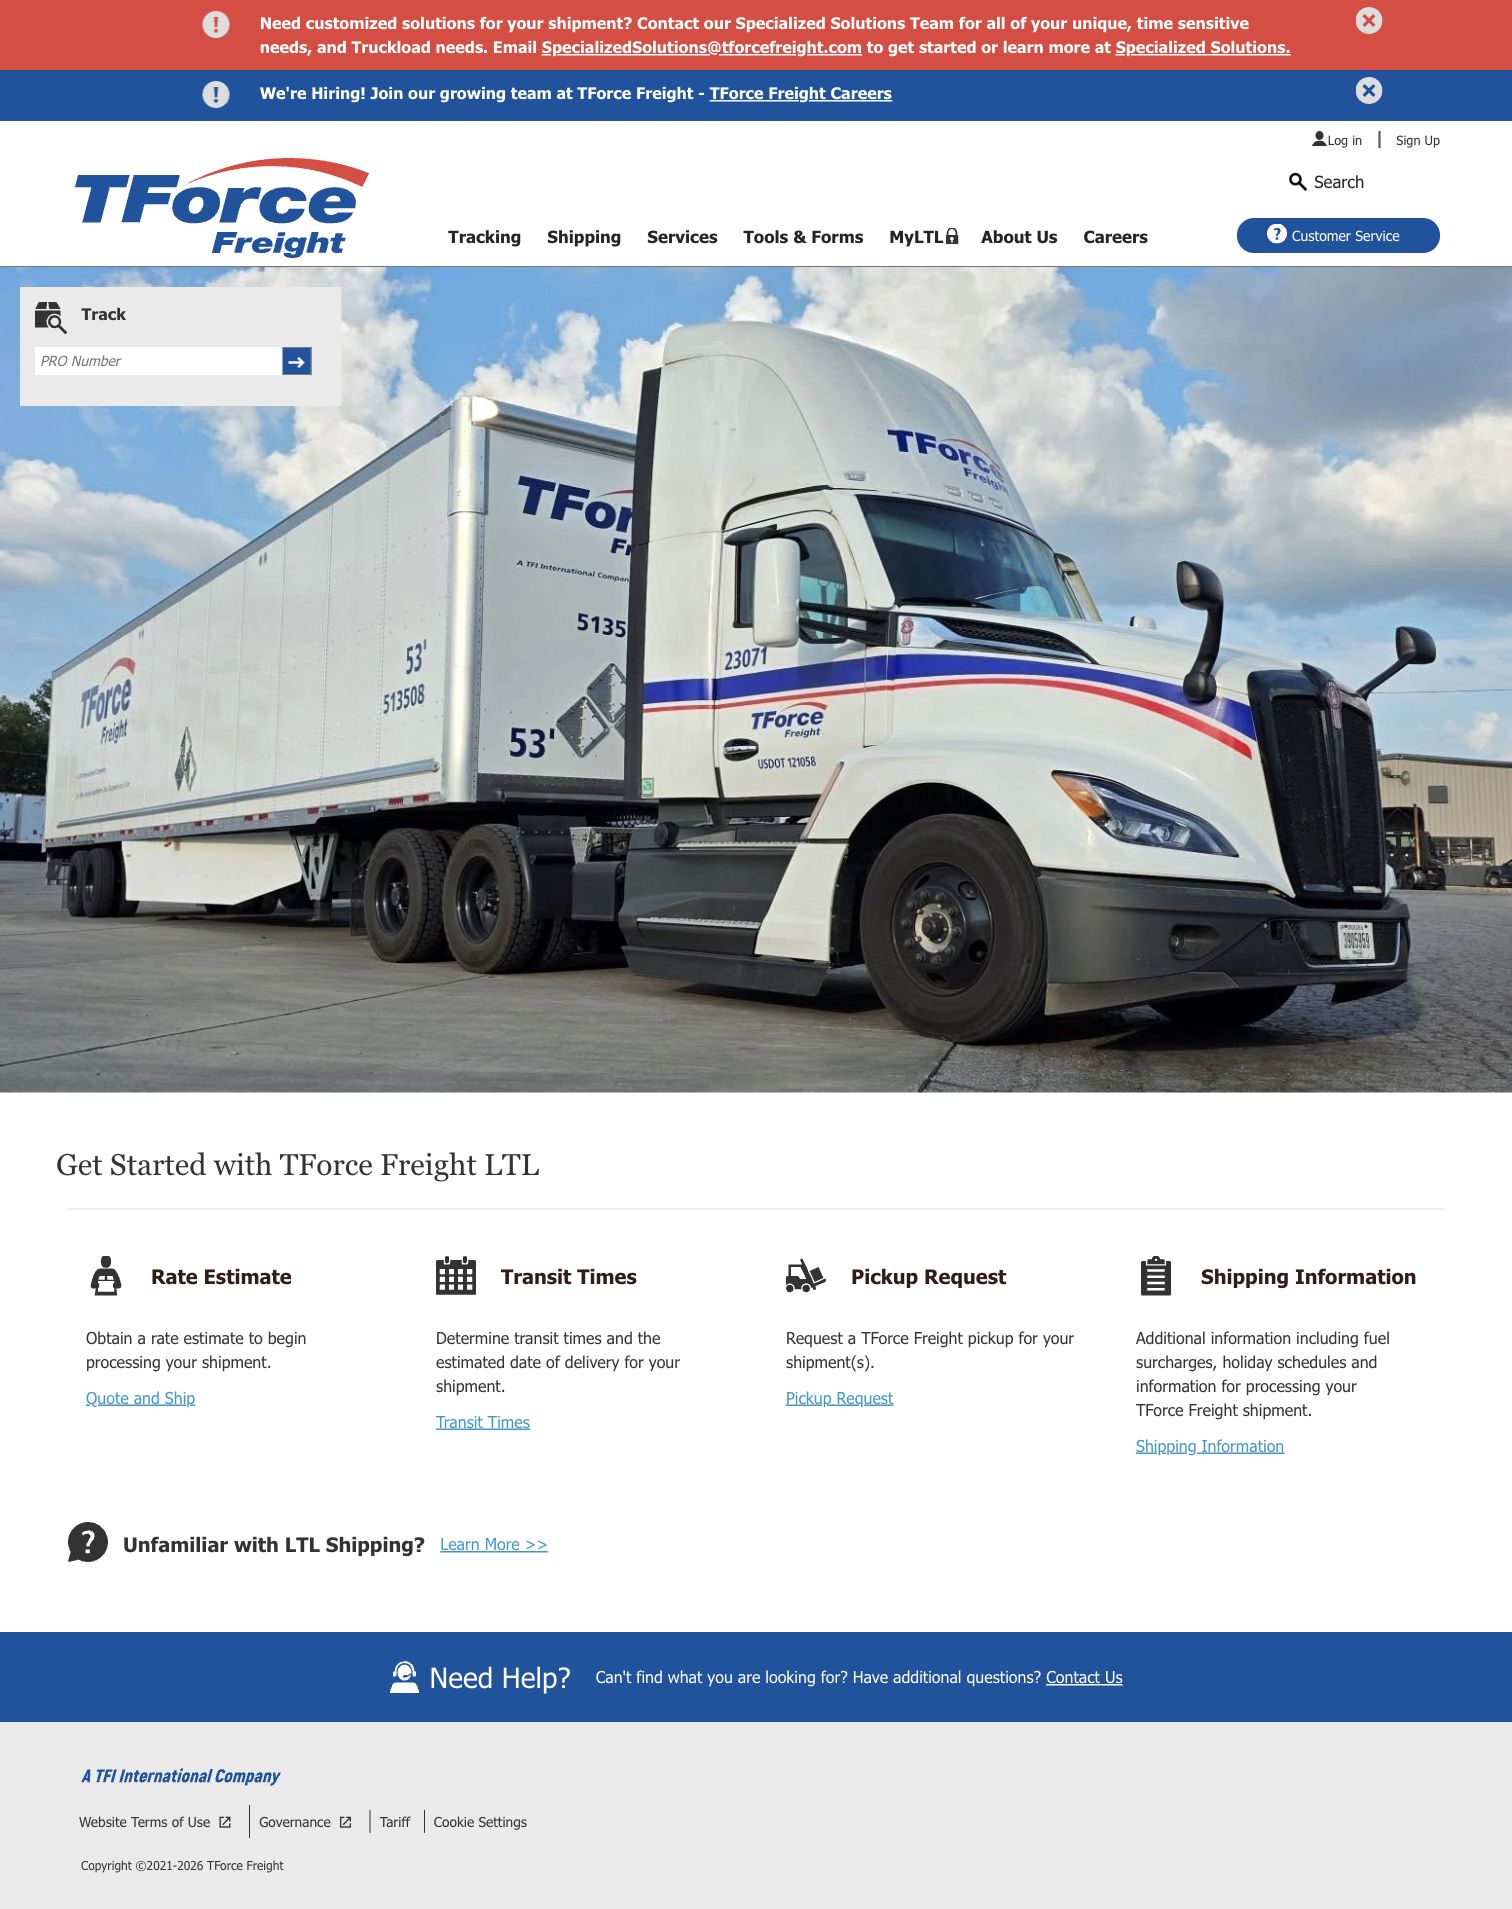 Need customized solutions for your shipment? Contact our Specialized Solutions Team for all of your unique, time sensitive
needs, and Truckload needs. Email SpecializedSolutions@tforcefreight.com to get started or learn more at Specialized Solutions.
We're Hiring! Join our growing team at TForce Freight - TForce Freight Careers
Log in
Sign Up
TForce
Freight
Search
Tracking
Shipping
Services
Tools & Forms
MyLTL
About Us
Careers
Customer Service
Track
PRO Number
TForce
Freight
A TFI International Company
5135
53'
513508
53'
TForce
Freight
TForce
Freight
23071
TForce
Freight
USDOT 121058
3905959
Get Started with TForce Freight LTL
Rate Estimate
Obtain a rate estimate to begin
processing your shipment.
Quote and Ship
Transit Times
Determine transit times and the
estimated date of delivery for your
shipment.
Transit Times
Pickup Request
Request a TForce Freight pickup for your
shipment(s).
Pickup Request
Shipping Information
Additional information including fuel
surcharges, holiday schedules and
information for processing your
TForce Freight shipment.
Shipping Information
Unfamiliar with LTL Shipping?
Learn More >>
Need Help?
Can't find what you are looking for? Have additional questions? Contact Us
A TFI International Company
Website Terms of Use
Governance
Tariff
Cookie Settings
Copyright ©2021-2026 TForce Freight